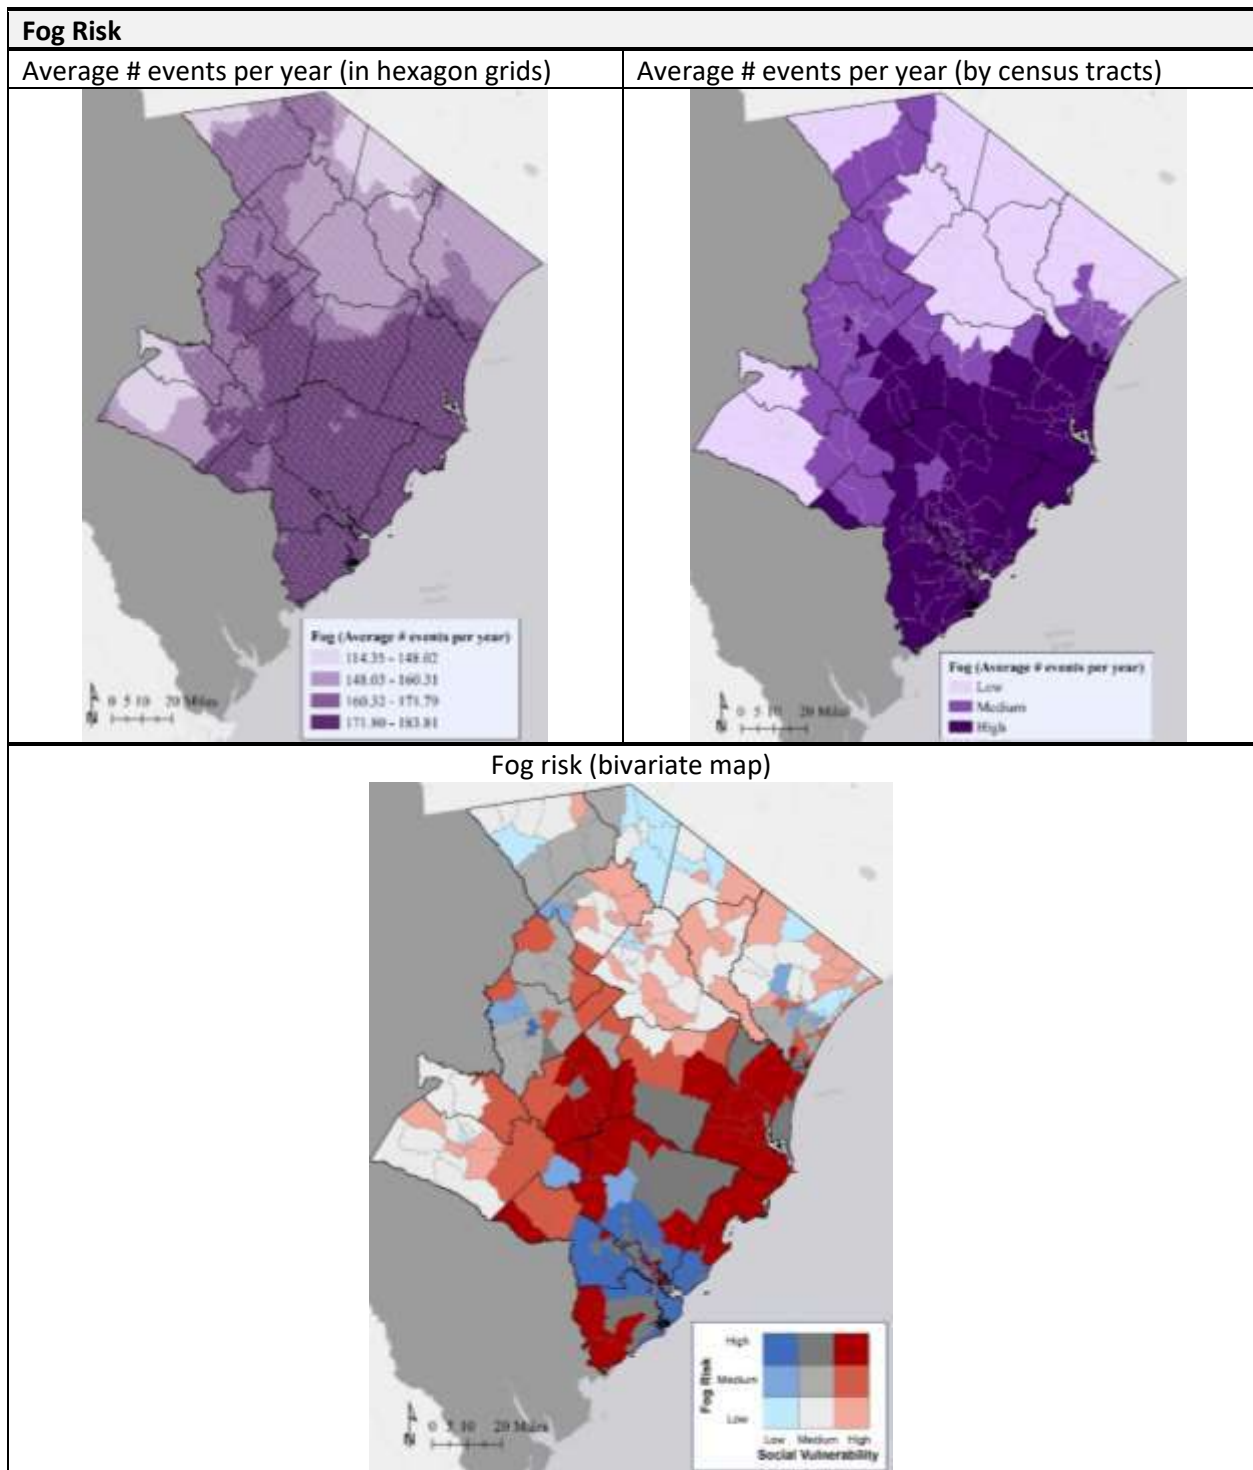 Fog Risk
Average # events per year (in hexagon grids)
Average # events per year (by census tracts)
Fog (Average # events per year)
114.35 - 148.02
148.03 - 160.31
160.32 - 171.79
171.80 - 183.81
N
0 5 10 20 Miles
Fog (Average # events per year)
Low
Medium
High
N
0 5 10 20 Miles
Fog risk (bivariate map)
High
Medium
Low
Fog Risk
Low Medium High
Social Vulnerability
N
0 5 10 20 Miles